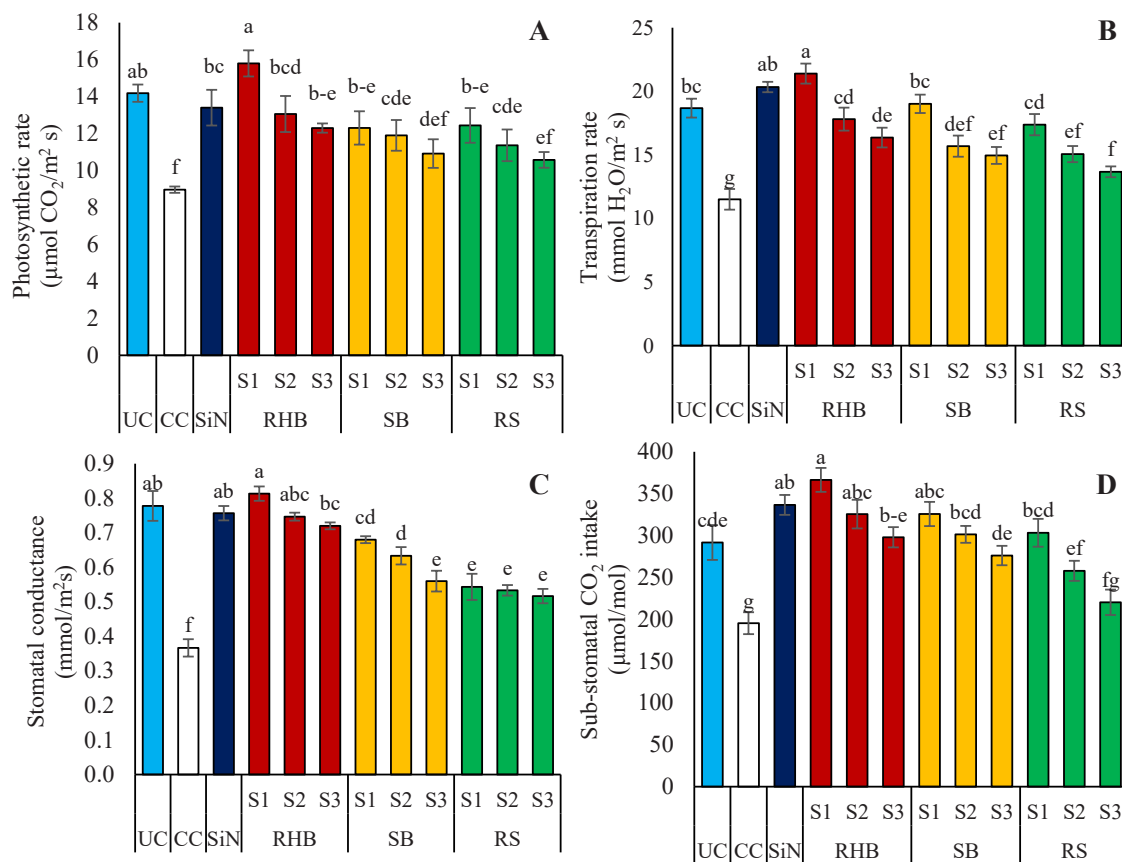 A
Photosynthetic rate
(μmol CO₂/m² s)
18
16
14
12
10
8
6
4
2
0
ab
f
bc
a
bcd
b-e
b-e
cde
def
b-e
cde
ef
S1 S2 S3 S1 S2 S3 S1 S2 S3
UC CC SiN RHB SB RS
B
Transpiration rate
(mmol H₂O/m² s)
25
20
15
10
5
0
bc
g
ab
a
cd
de
bc
def
ef
cd
ef
f
S1 S2 S3 S1 S2 S3 S1 S2 S3
UC CC SiN RHB SB RS
C
Stomatal conductance
(mmol/m²s)
0.9
0.8
0.7
0.6
0.5
0.4
0.3
0.2
0.1
0.0
ab
f
ab
a
abc
bc
cd
d
e
e
e
e
S1 S2 S3 S1 S2 S3 S1 S2 S3
UC CC SiN RHB SB RS
D
Sub-stomatal CO₂ intake
(μmol/mol)
400
350
300
250
200
150
100
50
0
cde
g
ab
a
abc
b-e
abc
bcd
de
bcd
ef
fg
S1 S2 S3 S1 S2 S3 S1 S2 S3
UC CC SiN RHB SB RS